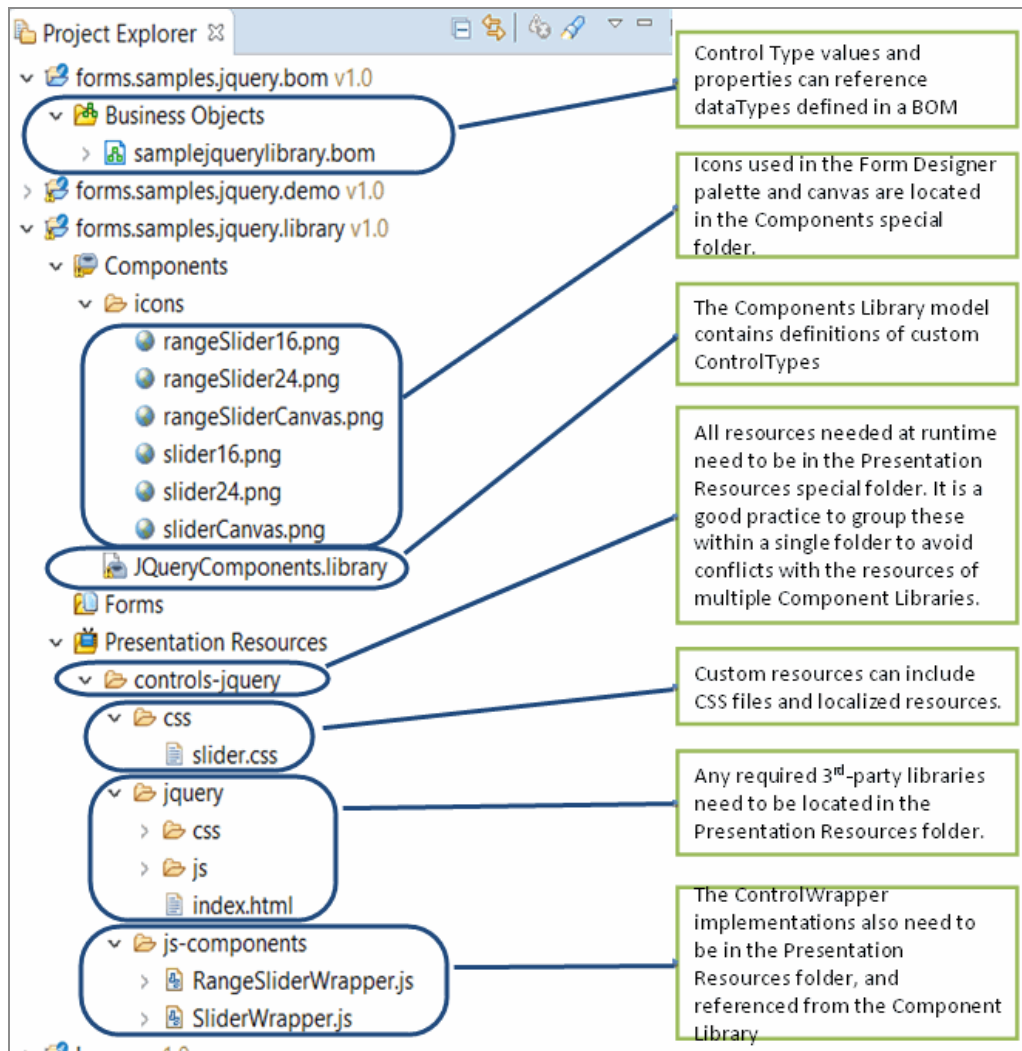 Project Explorer
forms.samples.jquery.bom v1.0
Business Objects
samplejquerylibrary.bom
forms.samples.jquery.demo v1.0
forms.samples.jquery.library v1.0
Components
icons
rangeSlider16.png
rangeSlider24.png
rangeSliderCanvas.png
slider16.png
slider24.png
sliderCanvas.png
JQueryComponents.library
Forms
Presentation Resources
controls-jquery
css
slider.css
jquery
css
js
index.html
js-components
RangeSliderWrapper.js
SliderWrapper.js
Control Type values and
properties can reference
dataTypes defined in a BOM
Icons used in the Form Designer
palette and canvas are located
in the Components special
folder.
The Components Library model
contains definitions of custom
ControlTypes
All resources needed at runtime
need to be in the Presentation
Resources special folder. It is a
good practice to group these
within a single folder to avoid
conflicts with the resources of
multiple Component Libraries.
Custom resources can include
CSS files and localized resources.
Any required 3rd-party libraries
need to be located in the
Presentation Resources folder.
The ControlWrapper
implementations also need to
be in the Presentation
Resources folder, and
referenced from the Component
Library